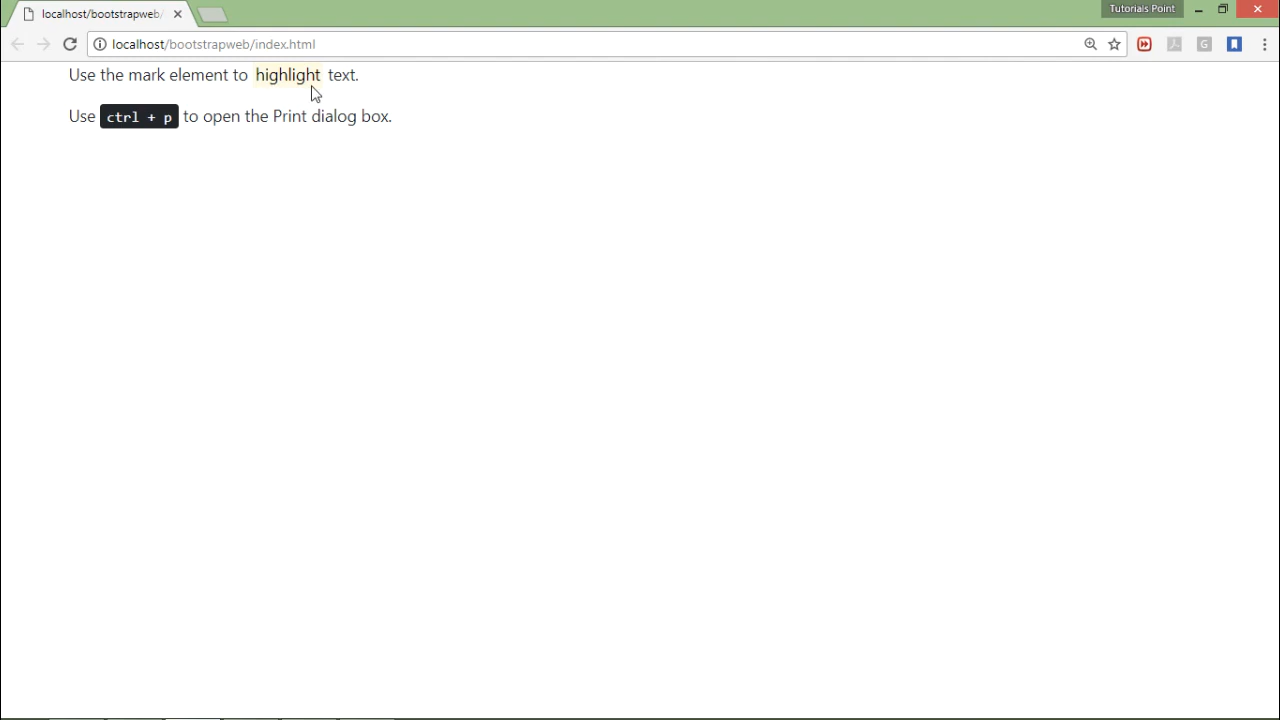 localhost/bootstrapweb/
Tutorials Point
localhost/bootstrapweb/index.html
G
Use the mark element to highlight text.
Use ctrl + p to open the Print dialog box.